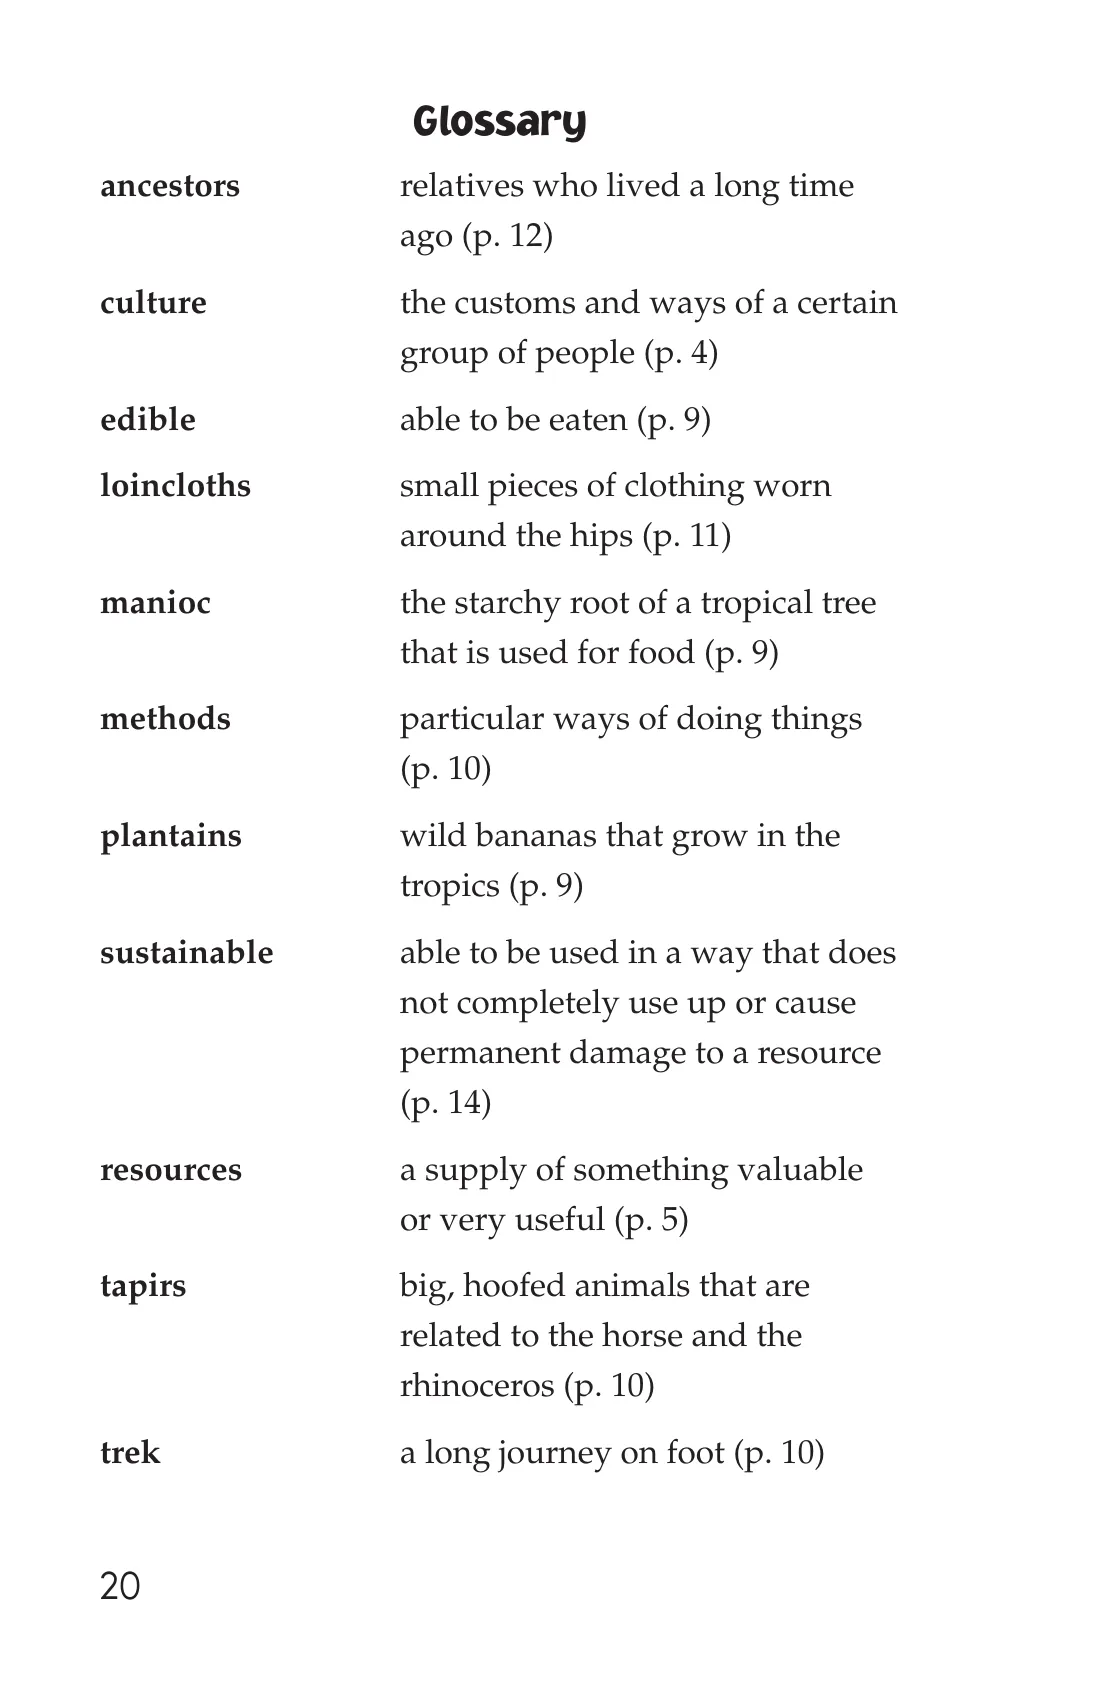 Glossary
ancestors relatives who lived a long time
ago (p. 12)
culture the customs and ways of a certain
group of people (p. 4)
edible able to be eaten (p. 9)
loincloths small pieces of clothing worn
around the hips (p. 11)
manioc the starchy root of a tropical tree
that is used for food (p. 9)
methods particular ways of doing things
(p. 10)
plantains wild bananas that grow in the
tropics (p. 9)
sustainable able to be used in a way that does
not completely use up or cause
permanent damage to a resource
(p. 14)
resources a supply of something valuable
or very useful (p. 5)
tapirs big, hoofed animals that are
related to the horse and the
rhinoceros (p. 10)
trek a long journey on foot (p. 10)
20